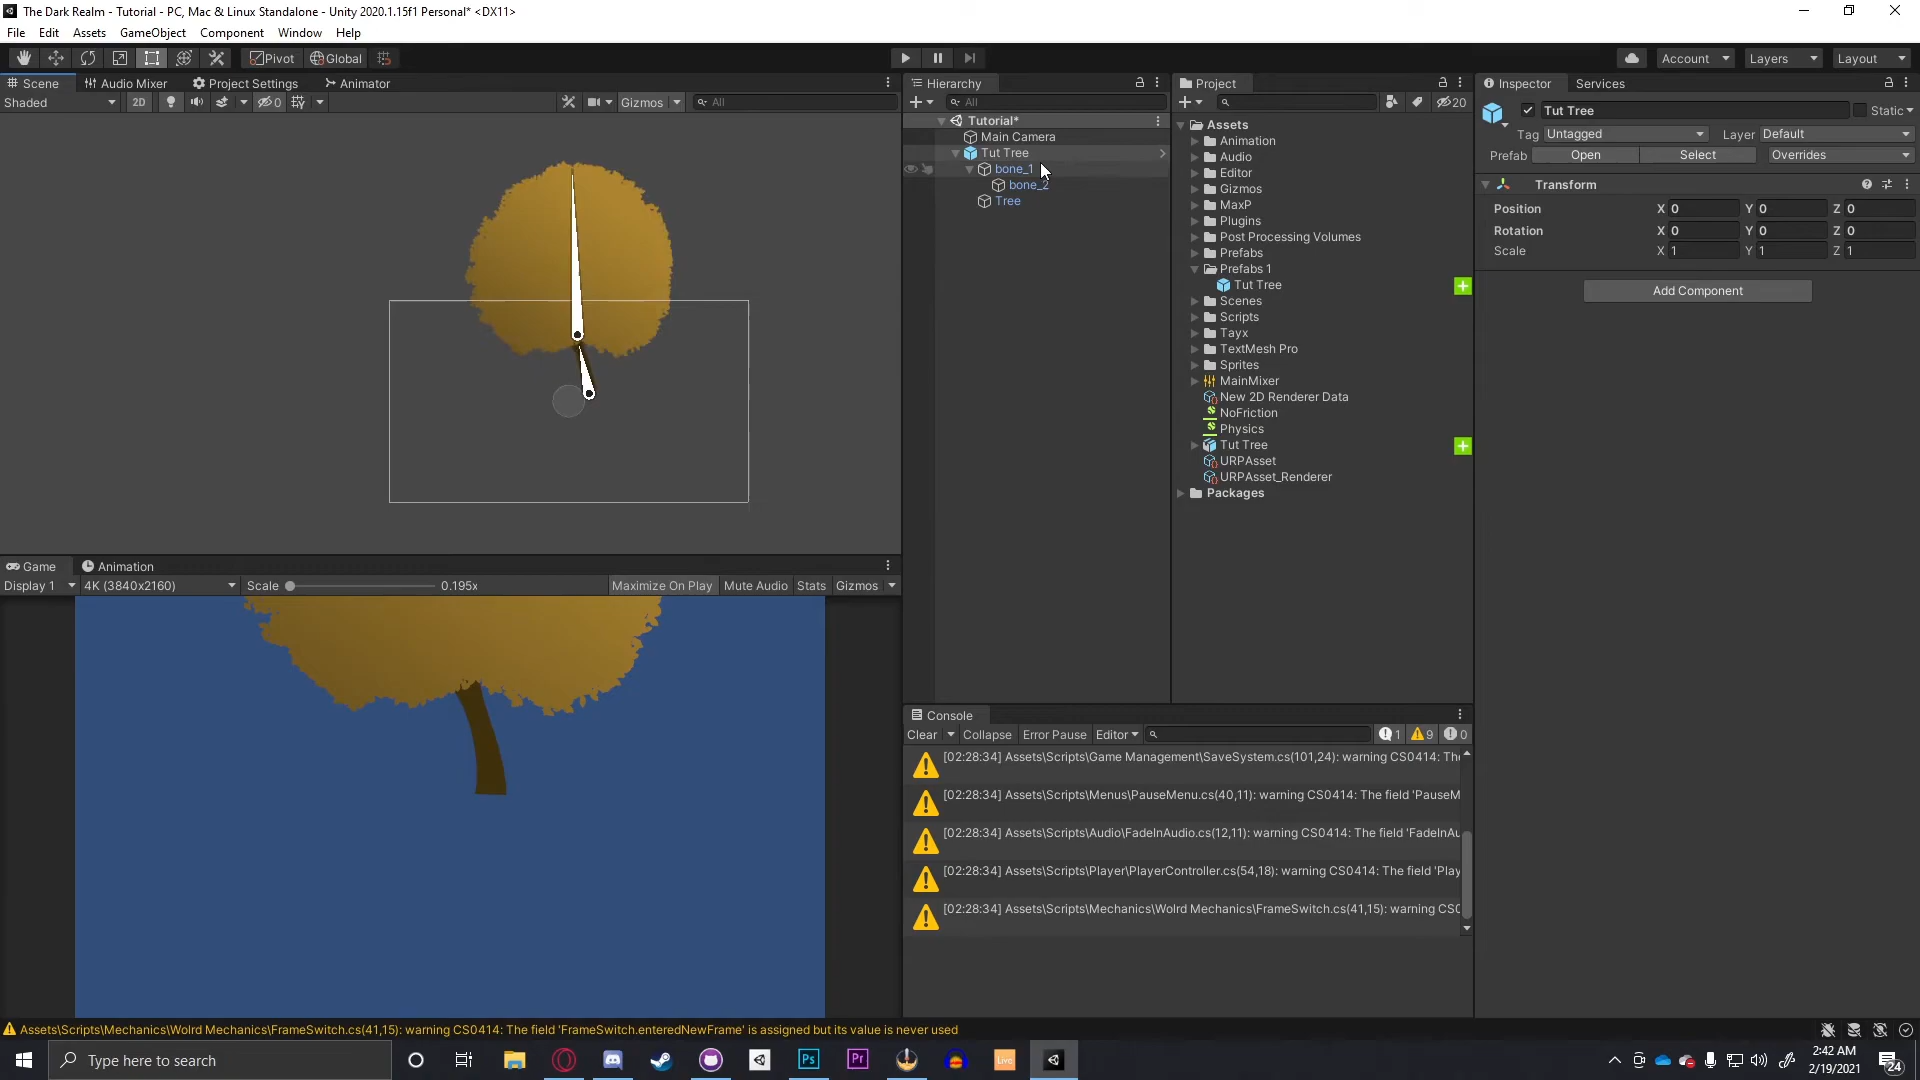 The Dark Realm - Tutorial - PC, Mac & Linux Standalone - Unity 2020.1.15f1 Personal* <DX11>
File Edit Assets GameObject Component Window Help
Pivot Global Account Layers Layout
Scene Audio Mixer Project Settings Animator
Shaded 2D 0 Gizmos All
Hierarchy
All
Tutorial*
Main Camera
Tut Tree
bone_1
bone_2
Tree
Project
20
Assets
Animation
Audio
Editor
Gizmos
MaxP
Plugins
Post Processing Volumes
Prefabs
Prefabs 1
Tut Tree
Scenes
Scripts
Tayx
TextMesh Pro
Sprites
MainMixer
New 2D Renderer Data
NoFriction
Physics
Tut Tree
URPAsset
URPAsset_Renderer
Packages
Inspector Services
Tut Tree Static
Tag Untagged Layer Default
Prefab Open Select Overrides
Transform
Position X 0 Y 0 Z 0
Rotation X 0 Y 0 Z 0
Scale X 1 Y 1 Z 1
Add Component
Game Animation
Display 1 4K (3840x2160) Scale 0.195x Maximize On Play Mute Audio Stats Gizmos
Console
Clear Collapse Error Pause Editor 1 9 0
[02:28:34] Assets\Scripts\Game Management\SaveSystem.cs(101,24): warning CS0414: The
[02:28:34] Assets\Scripts\Menus\PauseMenu.cs(40,11): warning CS0414: The field 'PauseM
[02:28:34] Assets\Scripts\Audio\FadeInAudio.cs(12,11): warning CS0414: The field 'FadeInAu
[02:28:34] Assets\Scripts\Player\PlayerController.cs(54,18): warning CS0414: The field 'Play
[02:28:34] Assets\Scripts\Mechanics\Wolrd Mechanics\FrameSwitch.cs(41,15): warning CS0
Assets\Scripts\Mechanics\Wolrd Mechanics\FrameSwitch.cs(41,15): warning CS0414: The field 'FrameSwitch.enteredNewFrame' is assigned but its value is never used
Type here to search
Ps Pr Live
2:42 AM
2/19/2021
24